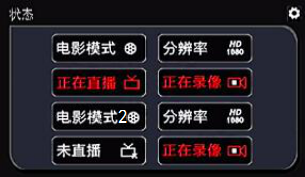 状态
电影模式 分辨率 HD 1080
正在直播 正在录像
电影模式2 分辨率 HD 1080
未直播 正在录像